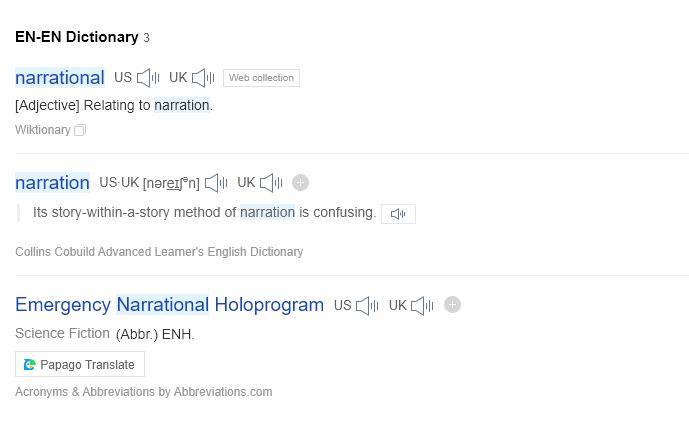 EN-EN Dictionary 3
narrational US UK Web collection
[Adjective] Relating to narration.
Wiktionary
narration US·UK [nəreɪʃᵊn] UK
Its story-within-a-story method of narration is confusing.
Collins Cobuild Advanced Learner's English Dictionary
Emergency Narrational Holoprogram US UK
Science Fiction (Abbr.) ENH.
Papago Translate
Acronyms & Abbreviations by Abbreviations.com